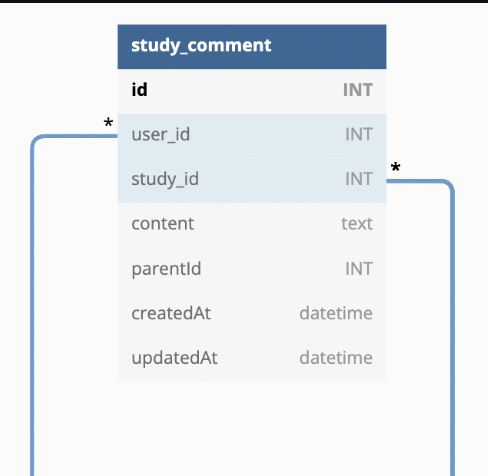 study_comment
id INT
* user_id INT
study_id INT *
content text
parentId INT
createdAt datetime
updatedAt datetime